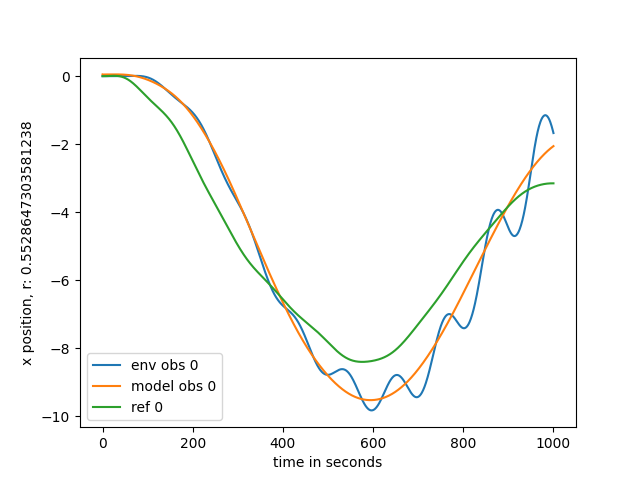 0
−2
−4
−6
−8
−10
x position, r: 0.5528647303581238
env obs 0
model obs 0
ref 0
0
200
400
600
800
1000
time in seconds